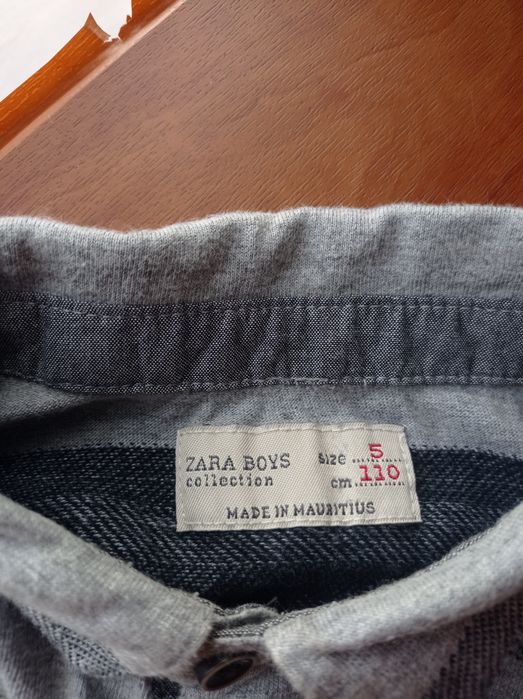 ZARA BOYS size 5
collection cm 110
MADE IN MAURITIUS